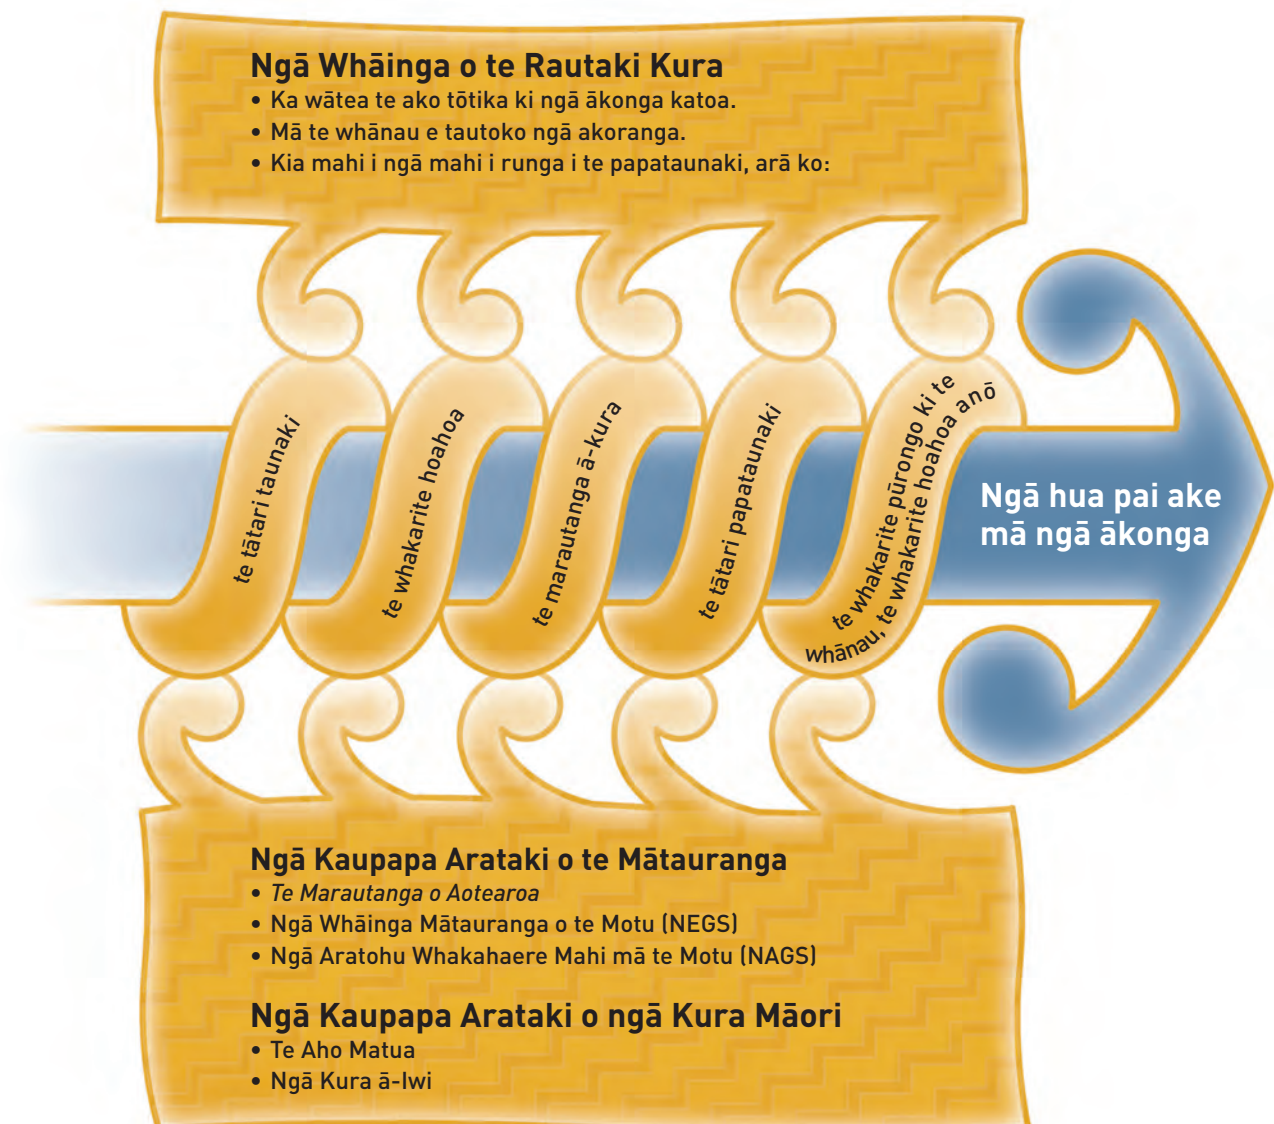 Ngā Whāinga o te Rautaki Kura
• Ka wātea te ako tōtika ki ngā ākonga katoa.
• Mā te whānau e tautoko ngā akoranga.
• Kia mahi i ngā mahi i runga i te papataunaki, arā ko:
te tātari taunaki
te whakarite hoahoa
te marautanga ā-kura
te tātari papataunaki
te whakarite pūrongo ki te
whānau, te whakarite hoahoa anō
Ngā hua pai ake
mā ngā ākonga
Ngā Kaupapa Arataki o te Mātauranga
• Te Marautanga o Aotearoa
• Ngā Whāinga Mātauranga o te Motu (NEGS)
• Ngā Aratohu Whakahaere Mahi mā te Motu (NAGS)
Ngā Kaupapa Arataki o ngā Kura Māori
• Te Aho Matua
• Ngā Kura ā-Iwi